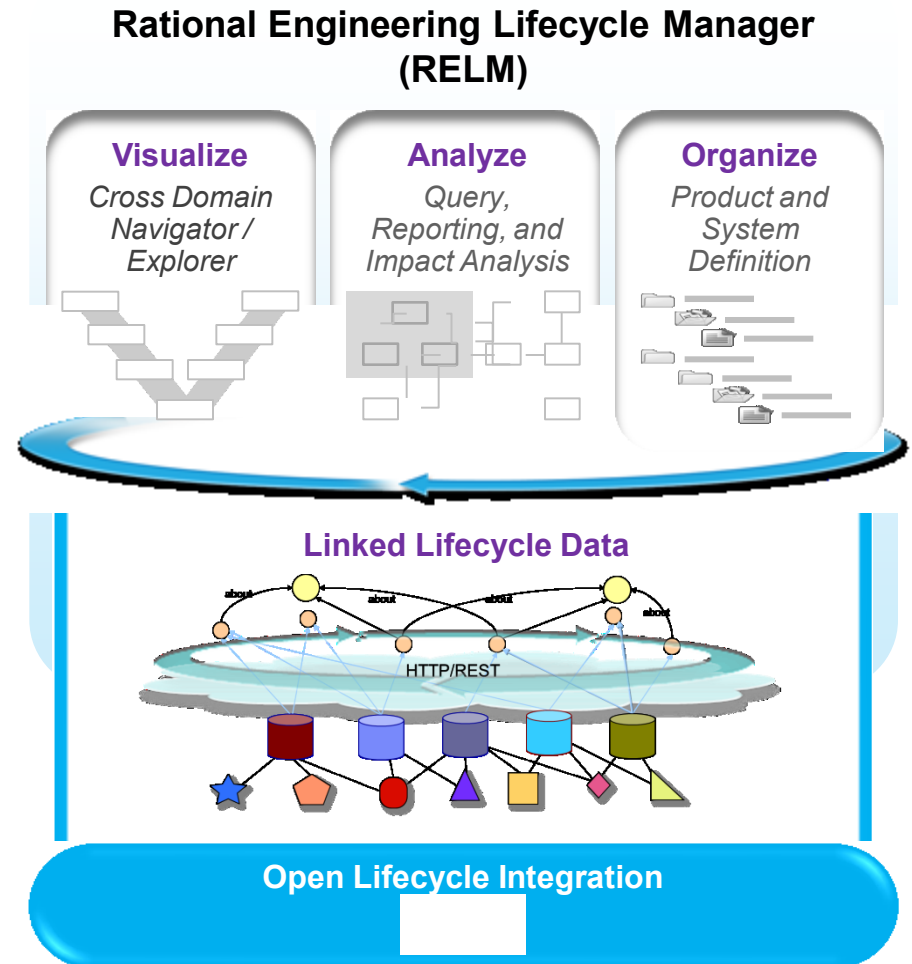 Rational Engineering Lifecycle Manager
(RELM)
Visualize
Cross Domain
Navigator /
Explorer
Analyze
Query,
Reporting, and
Impact Analysis
Organize
Product and
System
Definition
Linked Lifecycle Data
about
about
about
about
HTTP/REST
Open Lifecycle Integration